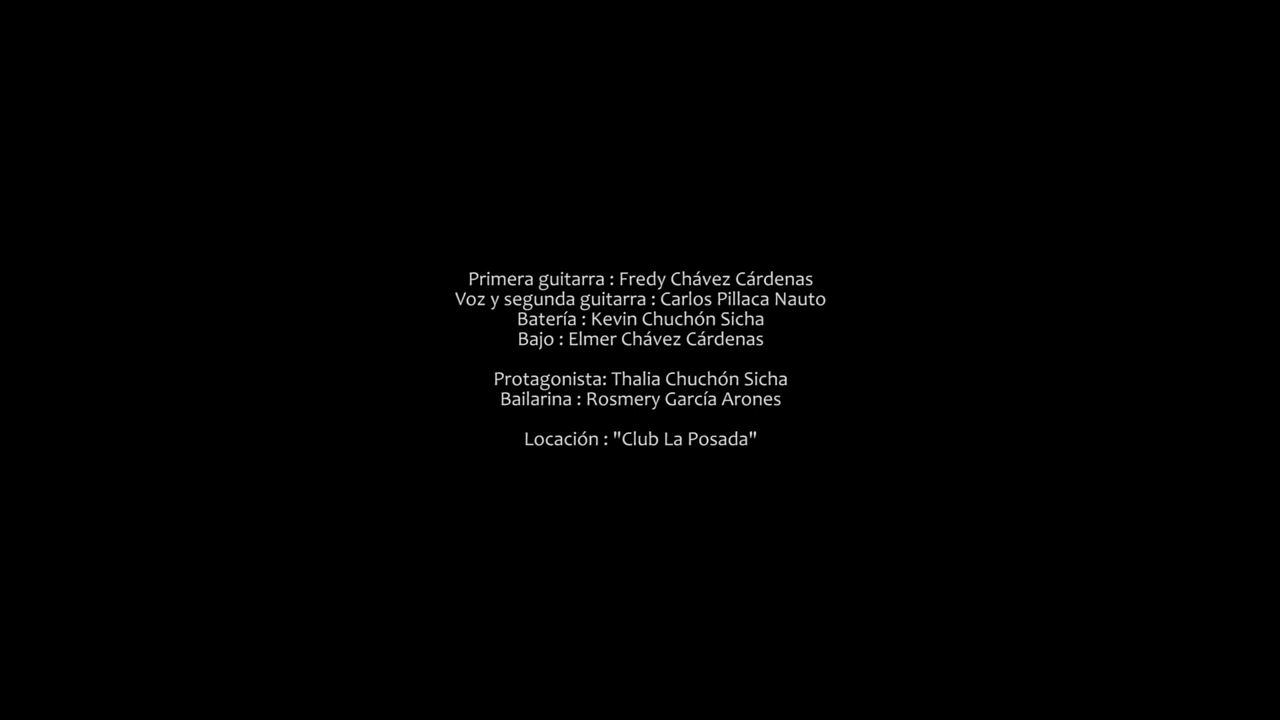 Primera guitarra : Fredy Chávez Cárdenas
Voz y segunda guitarra : Carlos Pillaca Nauto
Batería : Kevin Chuchón Sicha
Bajo : Elmer Chávez Cárdenas
Protagonista: Thalia Chuchón Sicha
Bailarina : Rosmery García Arones
Locación : "Club La Posada"